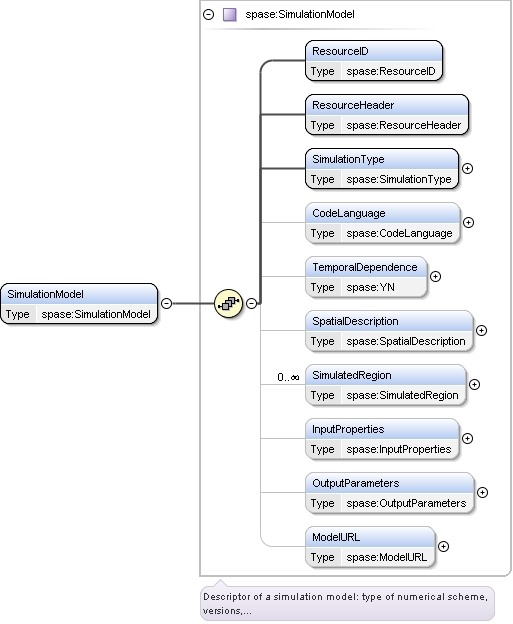 spase:SimulationModel
ResourceID
Type spase:ResourceID
ResourceHeader
Type spase:ResourceHeader
SimulationType
Type spase:SimulationType
CodeLanguage
Type spase:CodeLanguage
TemporalDependence
Type spase:YN
SimulationModel
Type spase:SimulationModel
SpatialDescription
Type spase:SpatialDescription
0..∞
SimulatedRegion
Type spase:SimulatedRegion
InputProperties
Type spase:InputProperties
OutputParameters
Type spase:OutputParameters
ModelURL
Type spase:ModelURL
Descriptor of a simulation model: type of numerical scheme,
versions,...